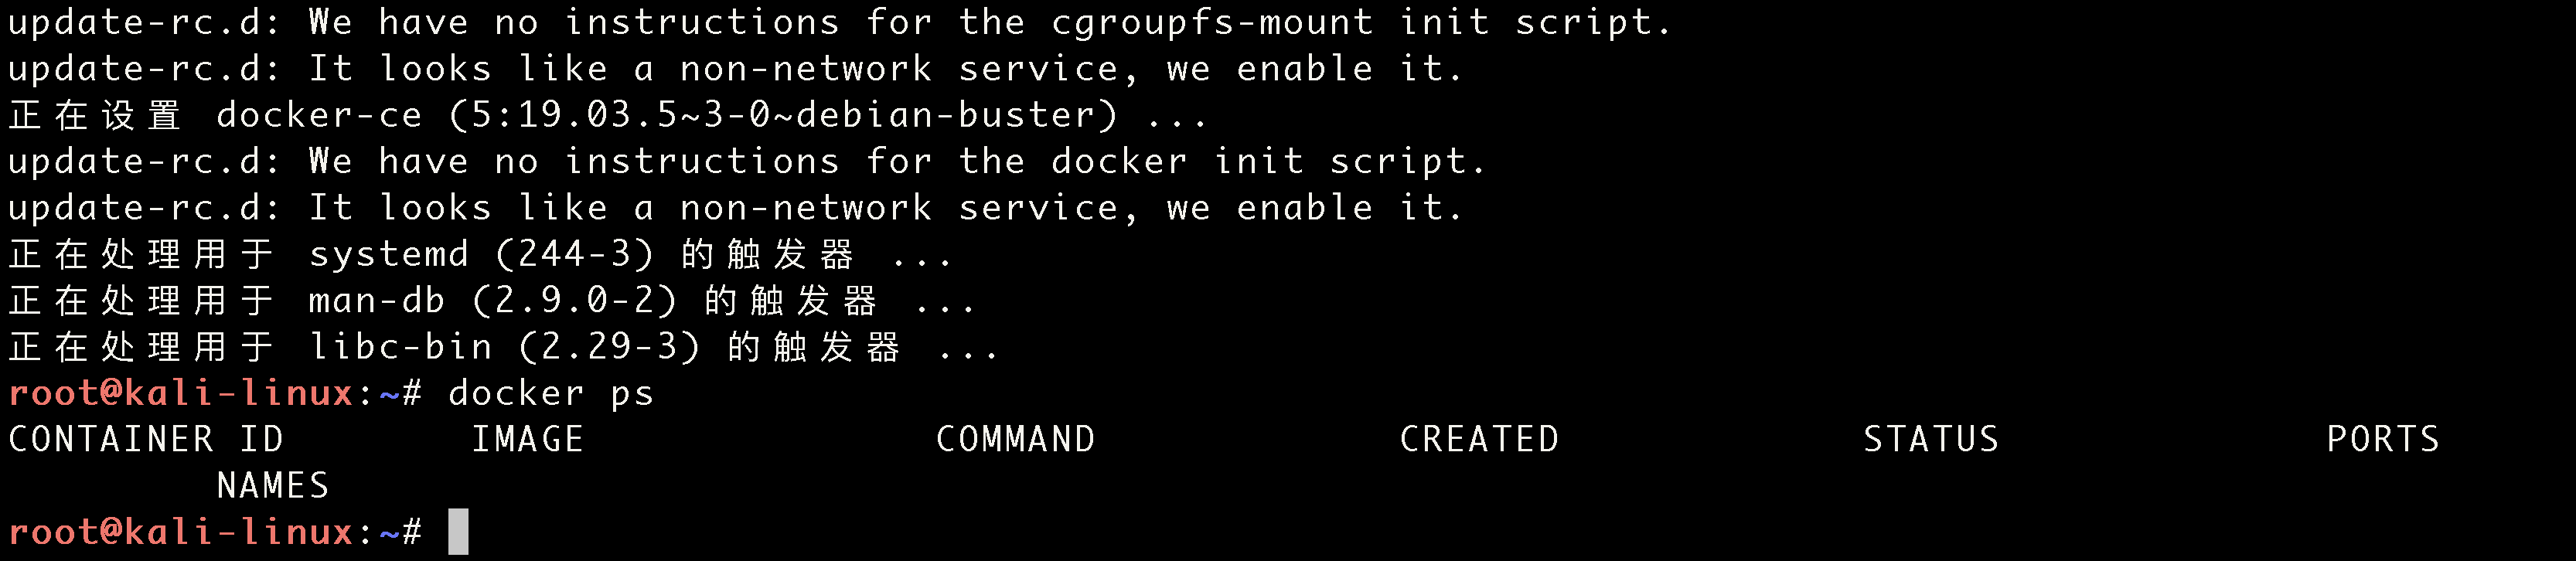 update-rc.d: We have no instructions for the cgroupfs-mount init script.
update-rc.d: It looks like a non-network service, we enable it.
正在设置 docker-ce (5:19.03.5~3-0~debian-buster) ...
update-rc.d: We have no instructions for the docker init script.
update-rc.d: It looks like a non-network service, we enable it.
正在处理用于 systemd (244-3) 的触发器 ...
正在处理用于 man-db (2.9.0-2) 的触发器 ...
正在处理用于 libc-bin (2.29-3) 的触发器 ...
root@kali-linux:~# docker ps
CONTAINER ID        IMAGE               COMMAND             CREATED             STATUS              PORTS
         NAMES
root@kali-linux:~#